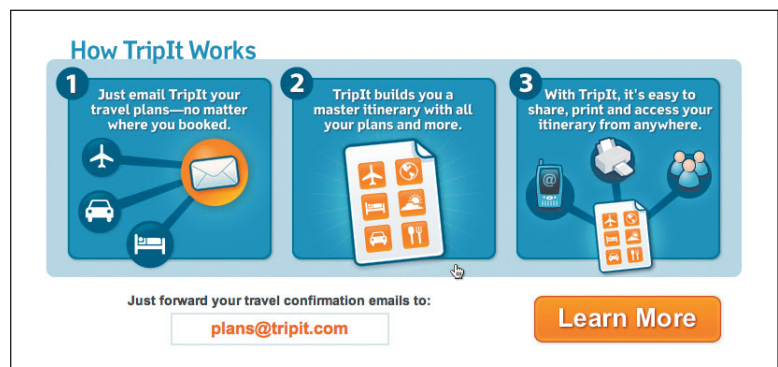 How TripIt Works
1
Just email TripIt your
travel plans—no matter
where you booked.
2
TripIt builds you a
master itinerary with all
your plans and more.
3
With TripIt, it's easy to
share, print and access your
itinerary from anywhere.
@
Just forward your travel confirmation emails to:
plans@tripit.com
Learn More